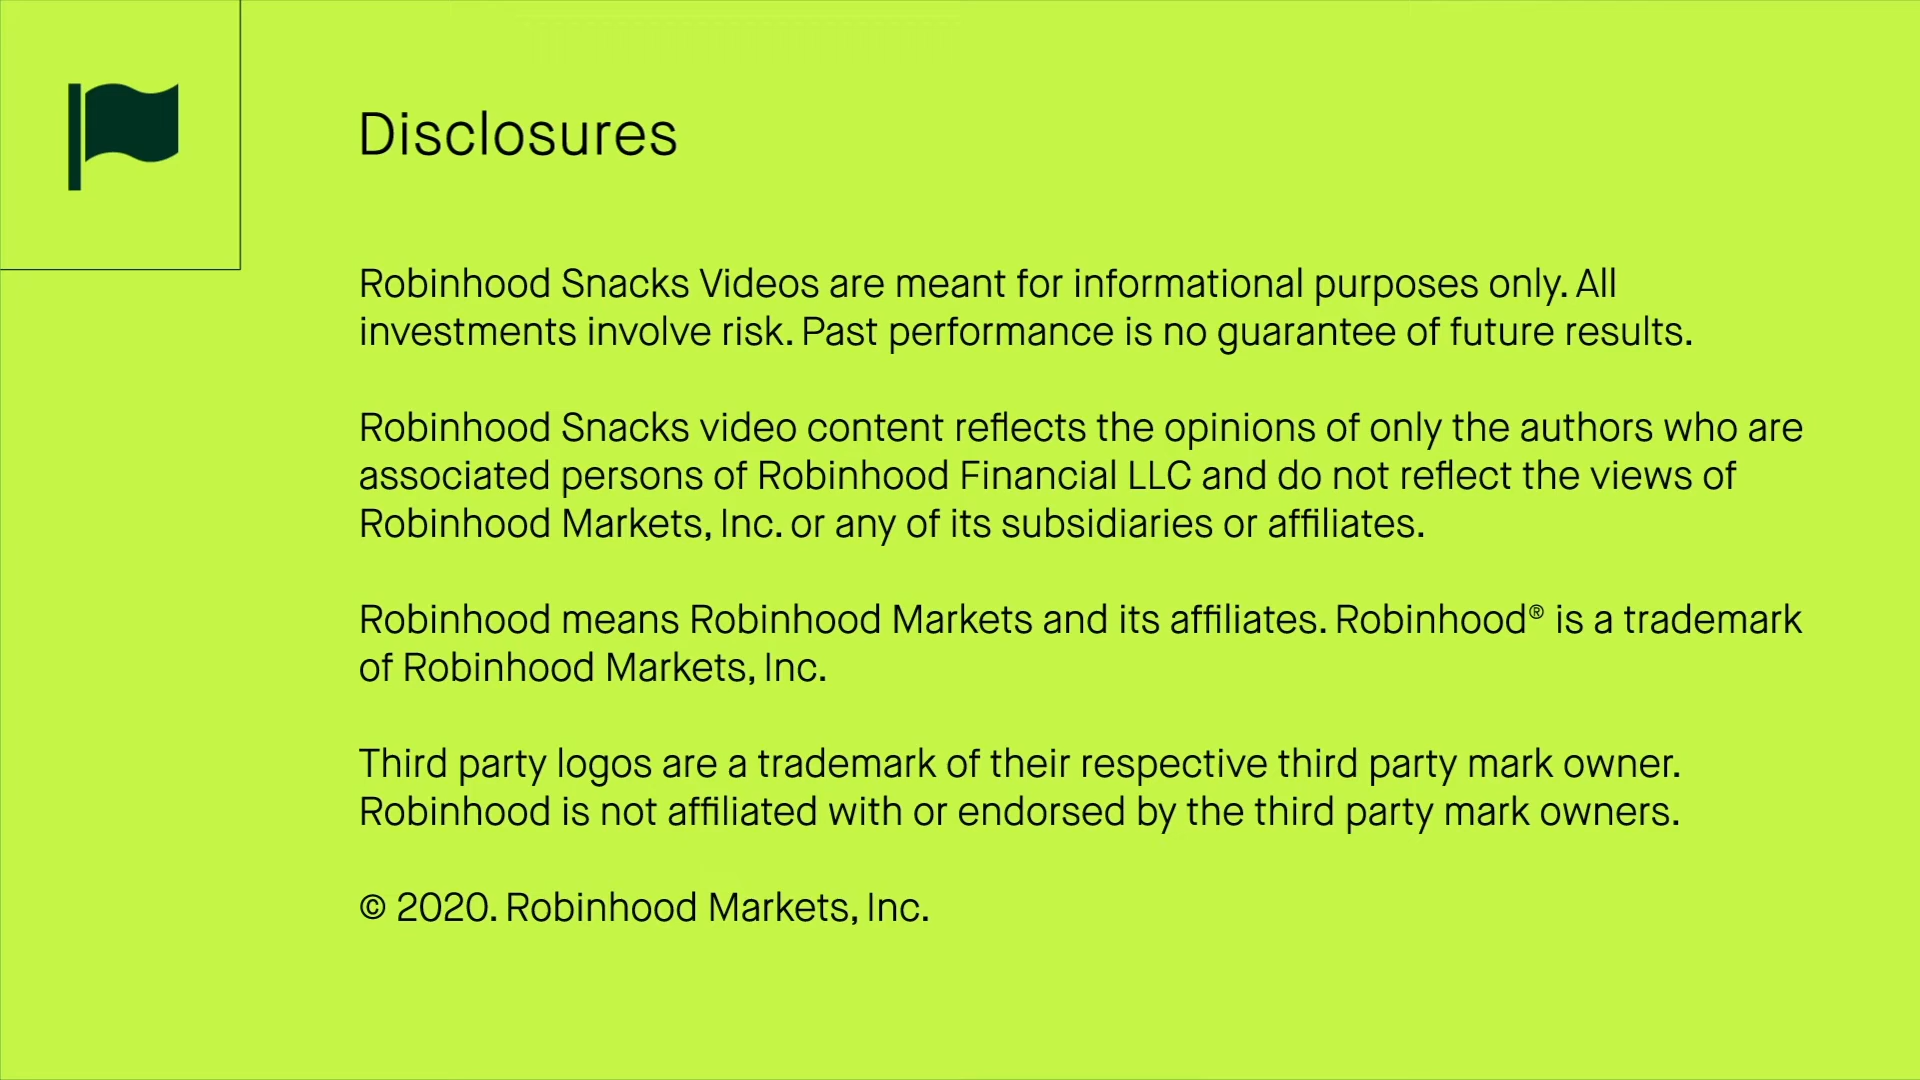 Disclosures
Robinhood Snacks Videos are meant for informational purposes only. All
investments involve risk. Past performance is no guarantee of future results.
Robinhood Snacks video content reflects the opinions of only the authors who are
associated persons of Robinhood Financial LLC and do not reflect the views of
Robinhood Markets, Inc. or any of its subsidiaries or affiliates.
Robinhood means Robinhood Markets and its affiliates. Robinhood® is a trademark
of Robinhood Markets, Inc.
Third party logos are a trademark of their respective third party mark owner.
Robinhood is not affiliated with or endorsed by the third party mark owners.
© 2020. Robinhood Markets, Inc.